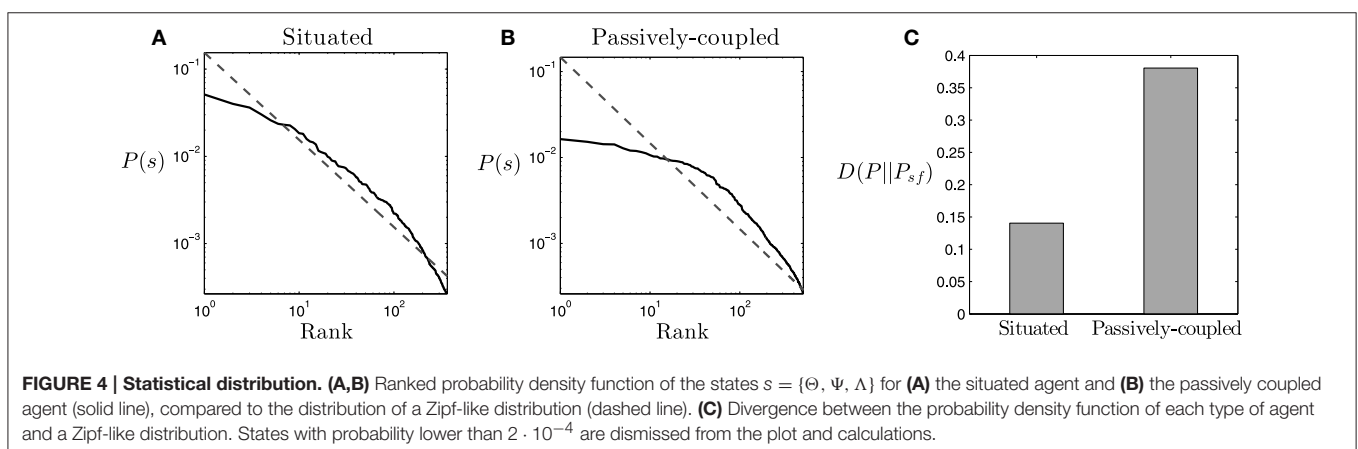 A
Situated
P(s)
10^-1
10^-2
10^-3
10^0
10^1
10^2
Rank
B
Passively-coupled
P(s)
10^-1
10^-2
10^-3
10^0
10^1
10^2
Rank
C
D(P||P_sf)
0.4
0.35
0.3
0.25
0.2
0.15
0.1
0.05
0
Situated
Passively-coupled
FIGURE 4 | Statistical distribution. (A,B) Ranked probability density function of the states s = {Θ, Ψ, Λ} for (A) the situated agent and (B) the passively coupled
agent (solid line), compared to the distribution of a Zipf-like distribution (dashed line). (C) Divergence between the probability density function of each type of agent
and a Zipf-like distribution. States with probability lower than 2 · 10^−4 are dismissed from the plot and calculations.